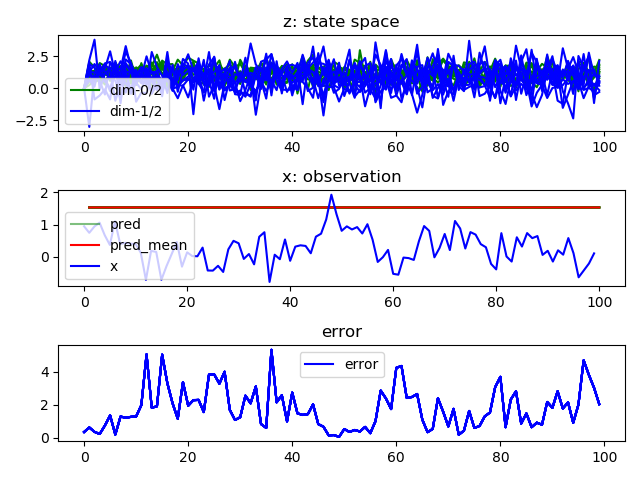 z: state space
2.5
0.0
−2.5
dim-0/2
dim-1/2
0 20 40 60 80 100
x: observation
2
1
0
pred
pred_mean
x
0 20 40 60 80 100
error
4
2
0
error
0 20 40 60 80 100